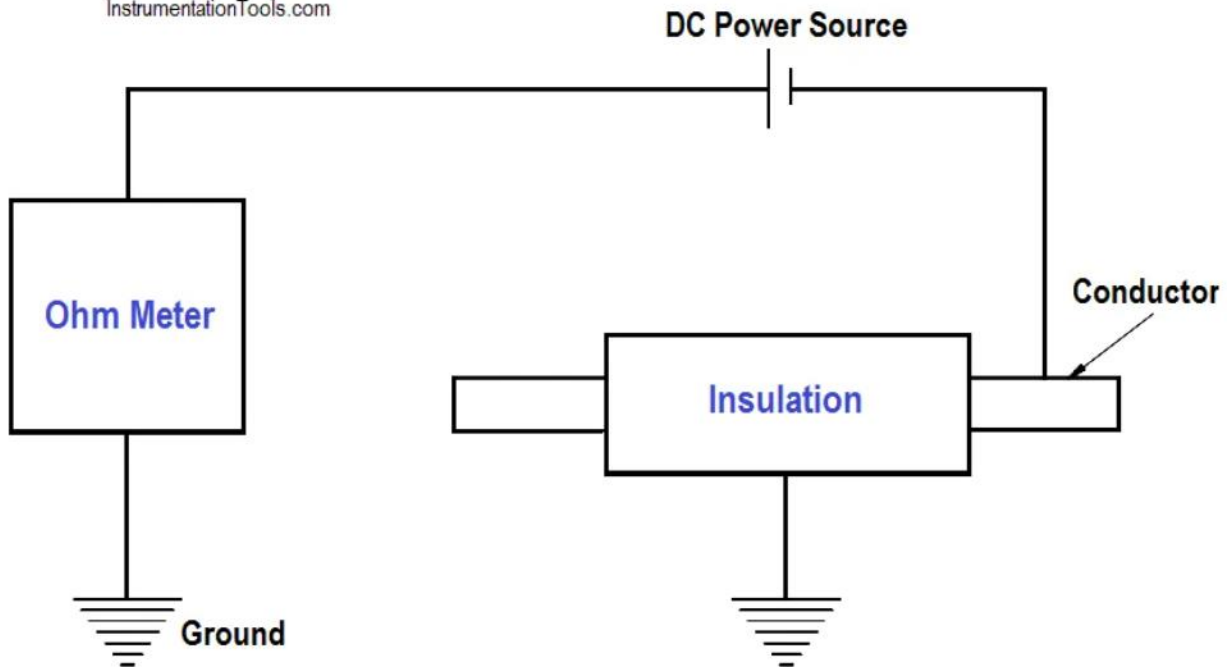 InstrumentationTools.com
DC Power Source
Conductor
Ohm Meter
Insulation
Ground